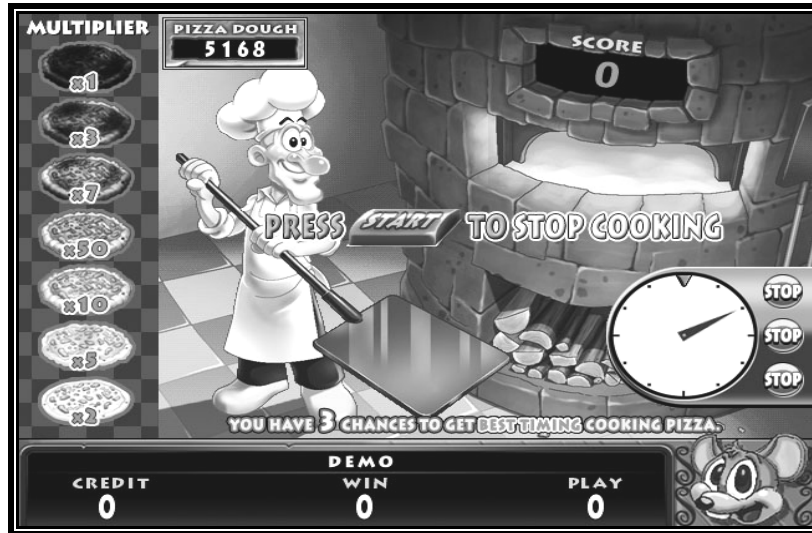 MULTIPLIER
PIZZA DOUGH
5168
SCORE
0
x1
x3
x7
x50
x10
x5
x2
PRESS START TO STOP COOKING
STOP
STOP
STOP
YOU HAVE 3 CHANCES TO GET BEST TIMING COOKING PIZZA.
DEMO
CREDIT WIN PLAY
0 0 0